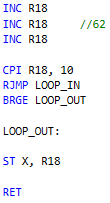 INC R18
INC R18 //62
INC R18
CPI R18, 10
RJMP LOOP_IN
BRGE LOOP_OUT
LOOP_OUT:
ST X, R18
RET